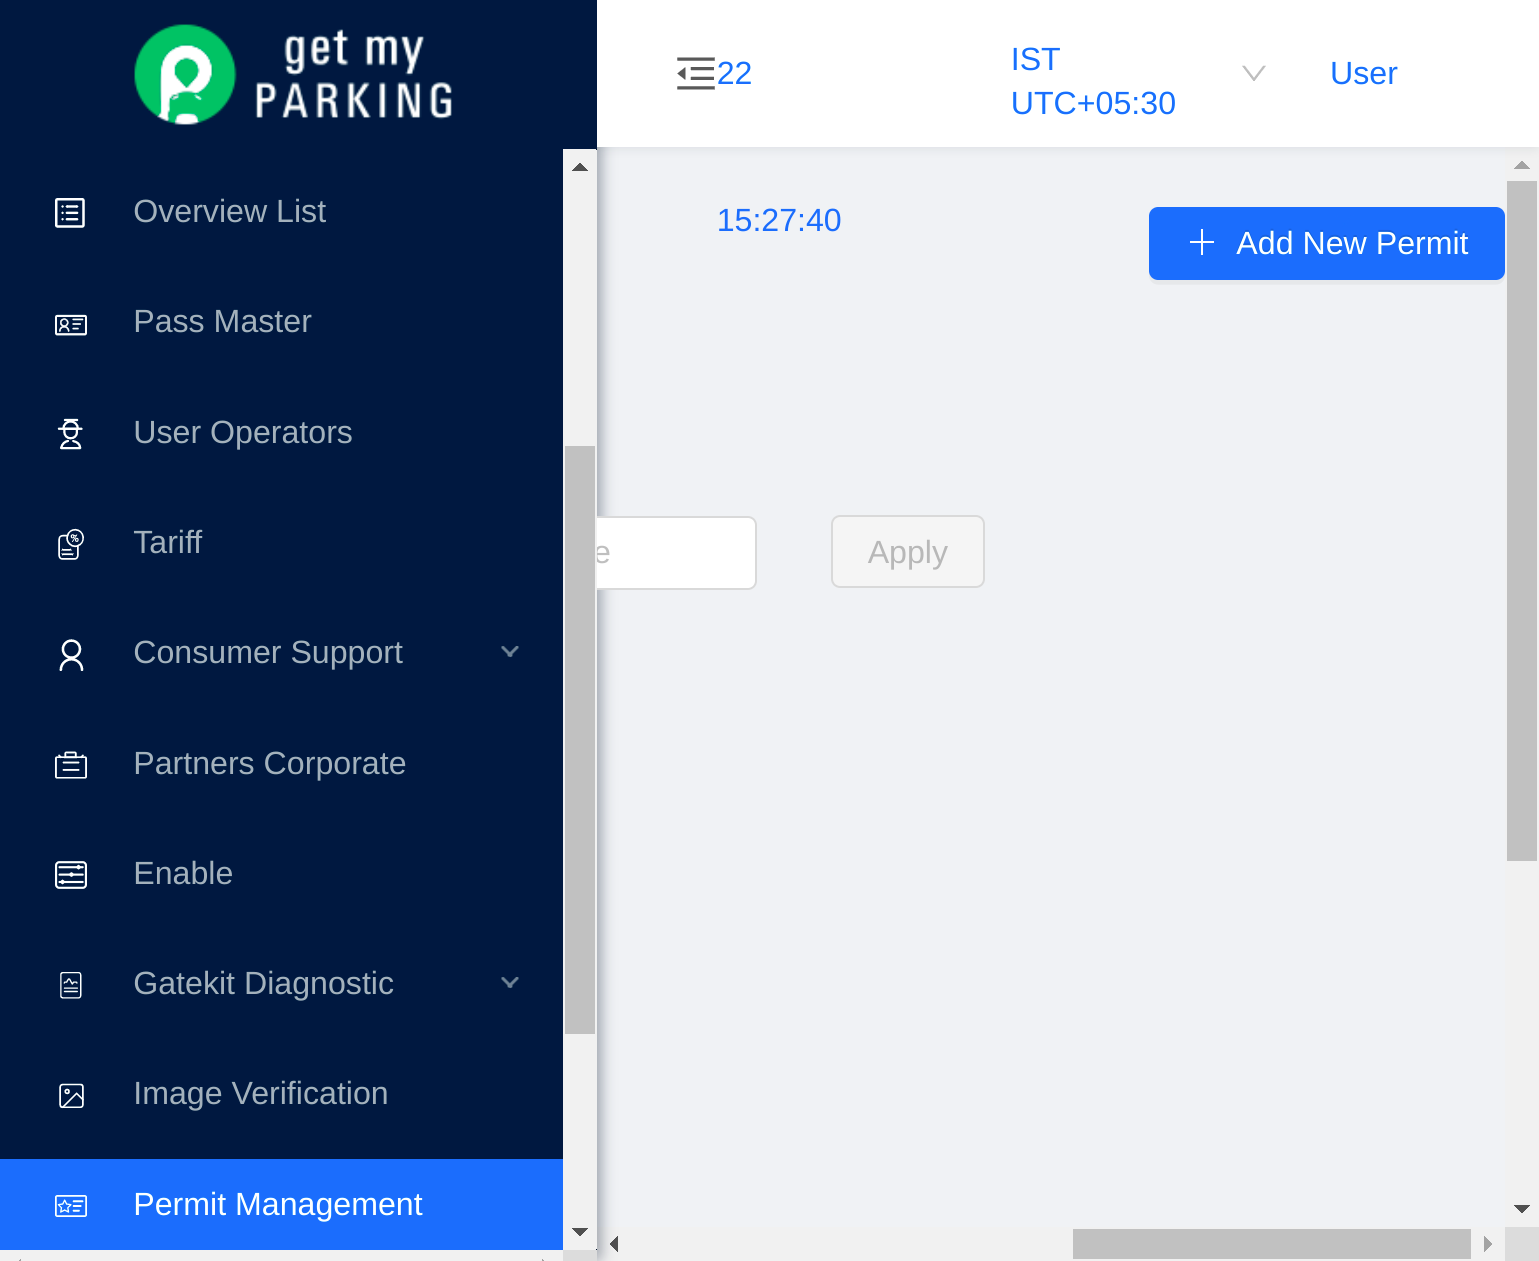 get my
PARKING
22
IST
UTC+05:30
User
15:27:40
Add New Permit
Overview List
Pass Master
User Operators
Tariff
e
Apply
Consumer Support
Partners Corporate
Enable
Gatekit Diagnostic
Image Verification
Permit Management